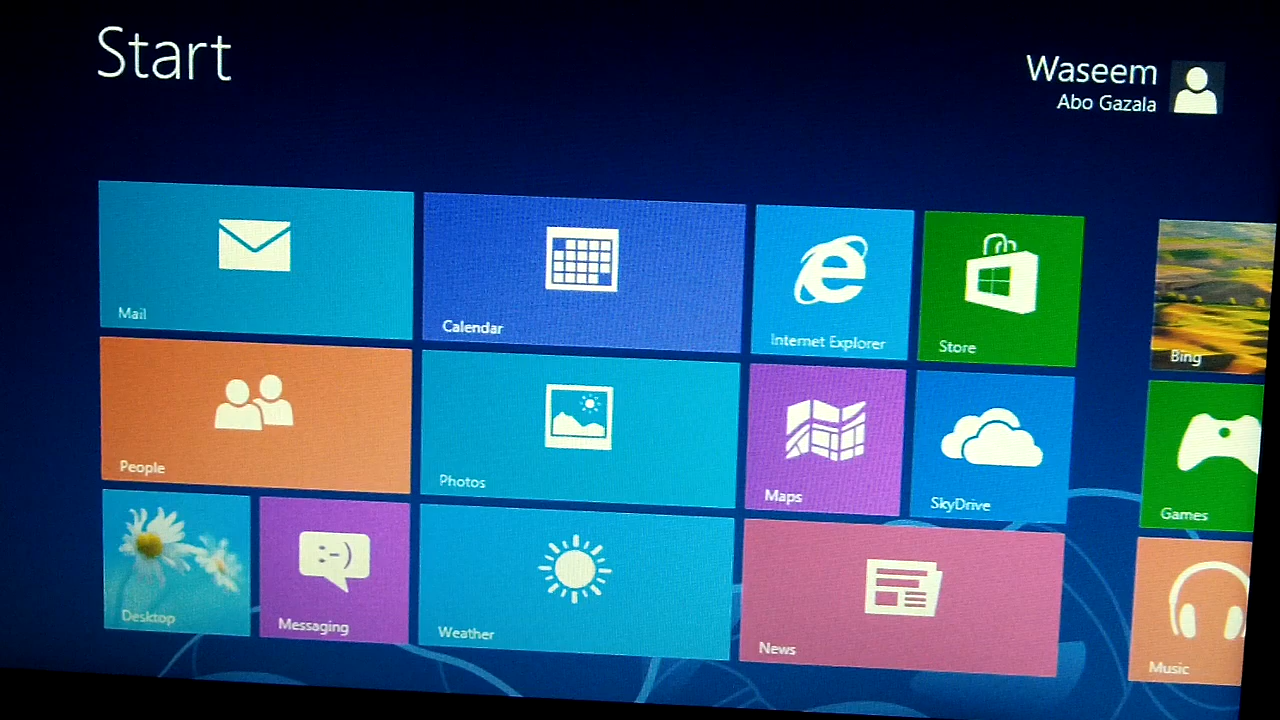 Start
Waseem
Abo Gazala
Mail
Calendar
Internet Explorer
Store
Bing
People
Photos
Maps
SkyDrive
Games
Desktop
Messaging
:-)
Weather
News
Music